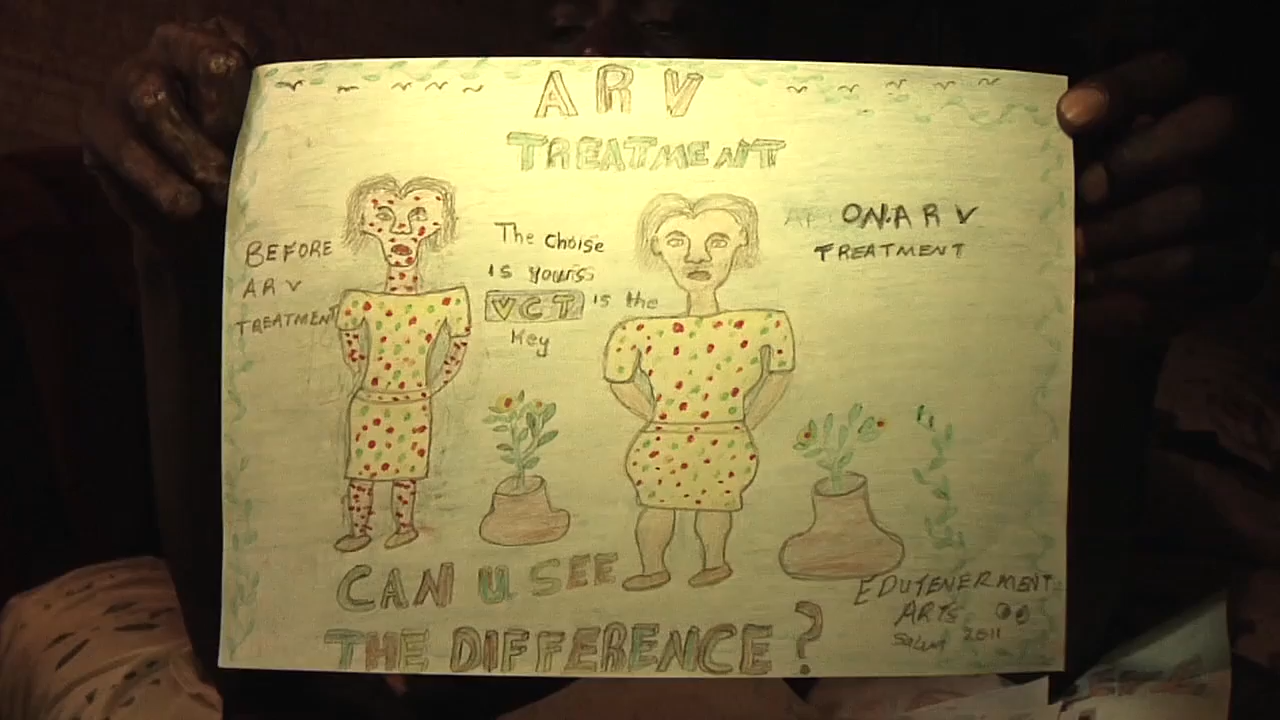 ARV
TREATMENT
BEFORE
ARV
TREATMENT
The choise
is yours
VCT is the
key
ON.ARV
TREATMENT
CAN U SEE
THE DIFFERENCE?
EDUTENERMENT
ARTS
2011